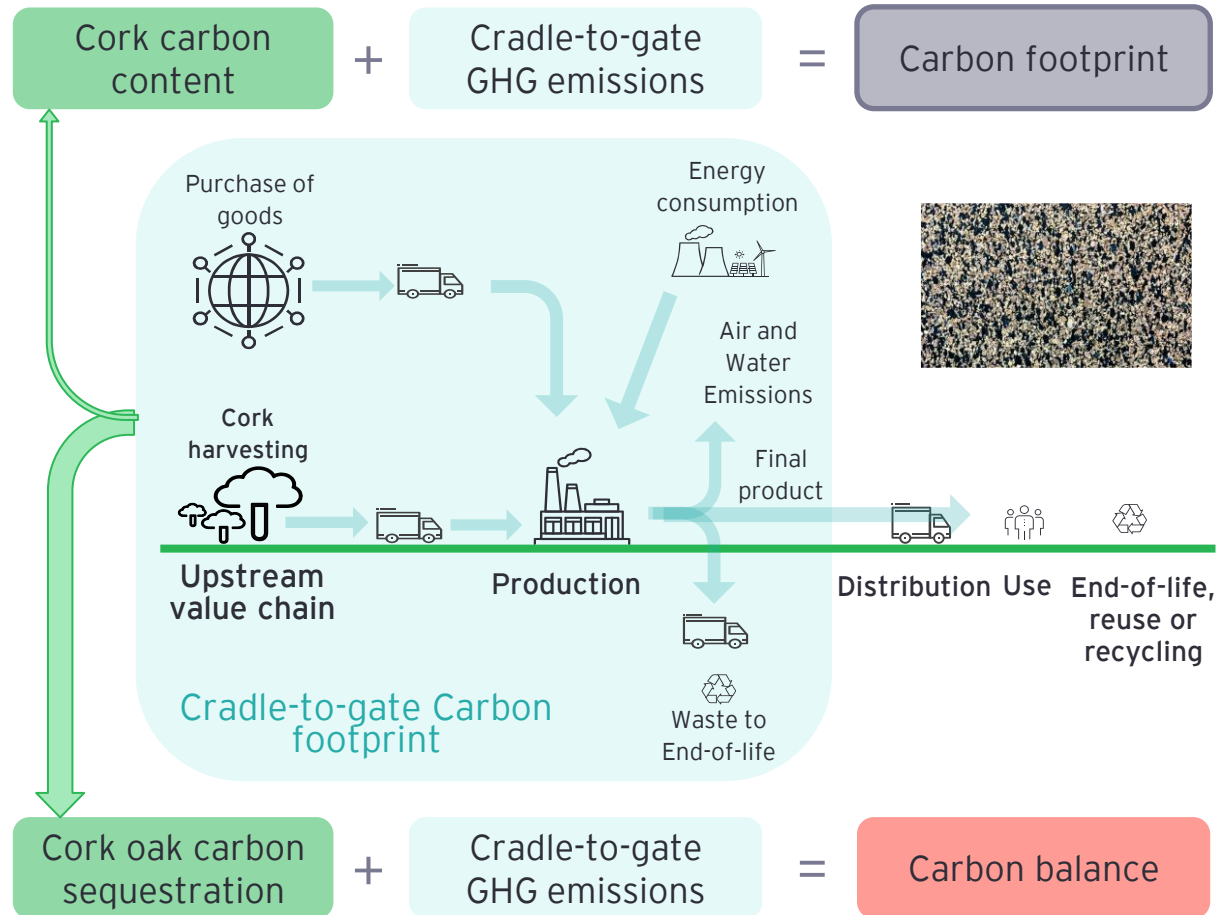 Cork carbon
content
+
Cradle-to-gate
GHG emissions
=
Carbon footprint
Purchase of
goods
Energy
consumption
Air and
Water
Emissions
Cork
harvesting
Final
product
Upstream
value chain
Production
Distribution
Use
End-of-life,
reuse or
recycling
Cradle-to-gate Carbon
footprint
Waste to
End-of-life
Cork oak carbon
sequestration
+
Cradle-to-gate
GHG emissions
=
Carbon balance